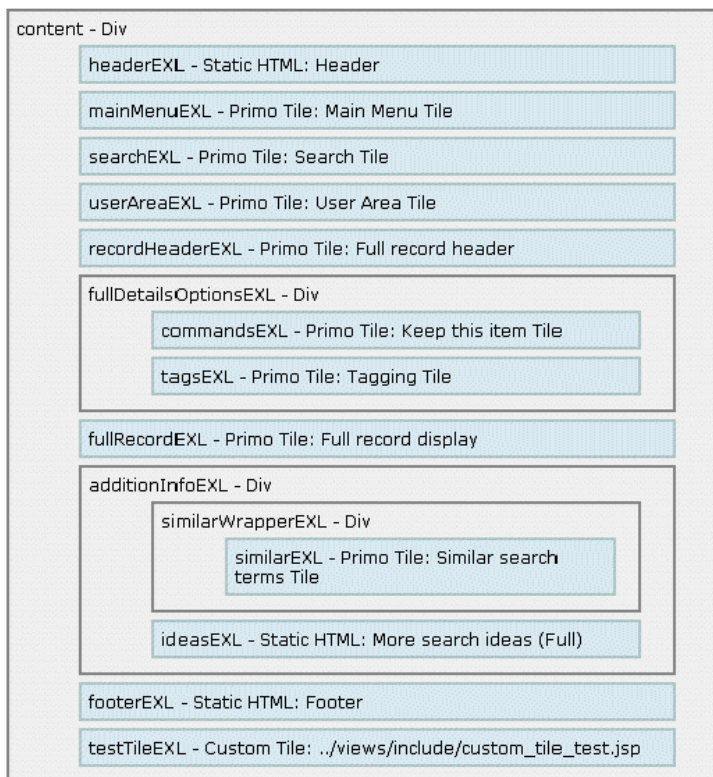 content - Div
headerEXL - Static HTML: Header
mainMenuEXL - Primo Tile: Main Menu Tile
searchEXL - Primo Tile: Search Tile
userAreaEXL - Primo Tile: User Area Tile
recordHeaderEXL - Primo Tile: Full record header
fullDetailsOptionsEXL - Div
commandsEXL - Primo Tile: Keep this item Tile
tagsEXL - Primo Tile: Tagging Tile
fullRecordEXL - Primo Tile: Full record display
additionInfoEXL - Div
similarWrapperEXL - Div
similarEXL - Primo Tile: Similar search
terms Tile
ideasEXL - Static HTML: More search ideas (Full)
footerEXL - Static HTML: Footer
testTileEXL - Custom Tile: ../views/include/custom_tile_test.jsp